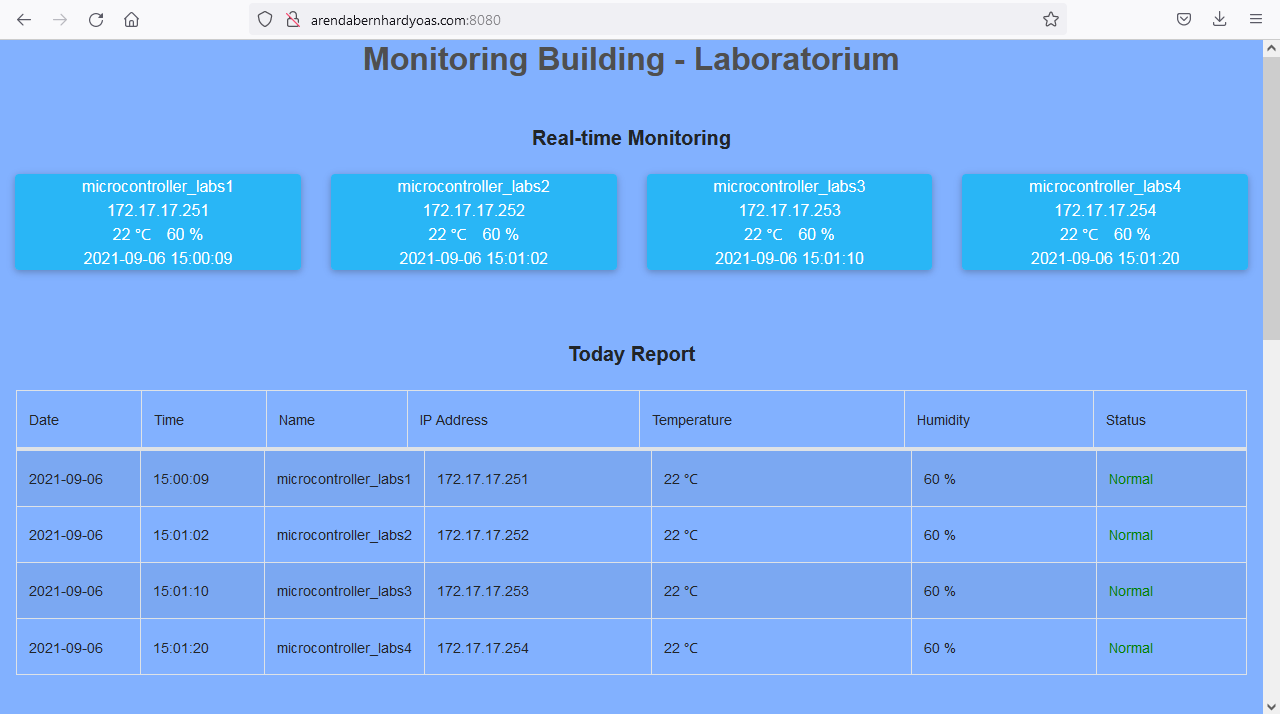 arendabernhardyoas.com:8080
Monitoring Building - Laboratorium
Real-time Monitoring
microcontroller_labs1
172.17.17.251
22 °C 60 %
2021-09-06 15:00:09
microcontroller_labs2
172.17.17.252
22 °C 60 %
2021-09-06 15:01:02
microcontroller_labs3
172.17.17.253
22 °C 60 %
2021-09-06 15:01:10
microcontroller_labs4
172.17.17.254
22 °C 60 %
2021-09-06 15:01:20
Today Report
Date Time Name IP Address Temperature Humidity Status
2021-09-06 15:00:09 microcontroller_labs1 172.17.17.251 22 °C 60 % Normal
2021-09-06 15:01:02 microcontroller_labs2 172.17.17.252 22 °C 60 % Normal
2021-09-06 15:01:10 microcontroller_labs3 172.17.17.253 22 °C 60 % Normal
2021-09-06 15:01:20 microcontroller_labs4 172.17.17.254 22 °C 60 % Normal